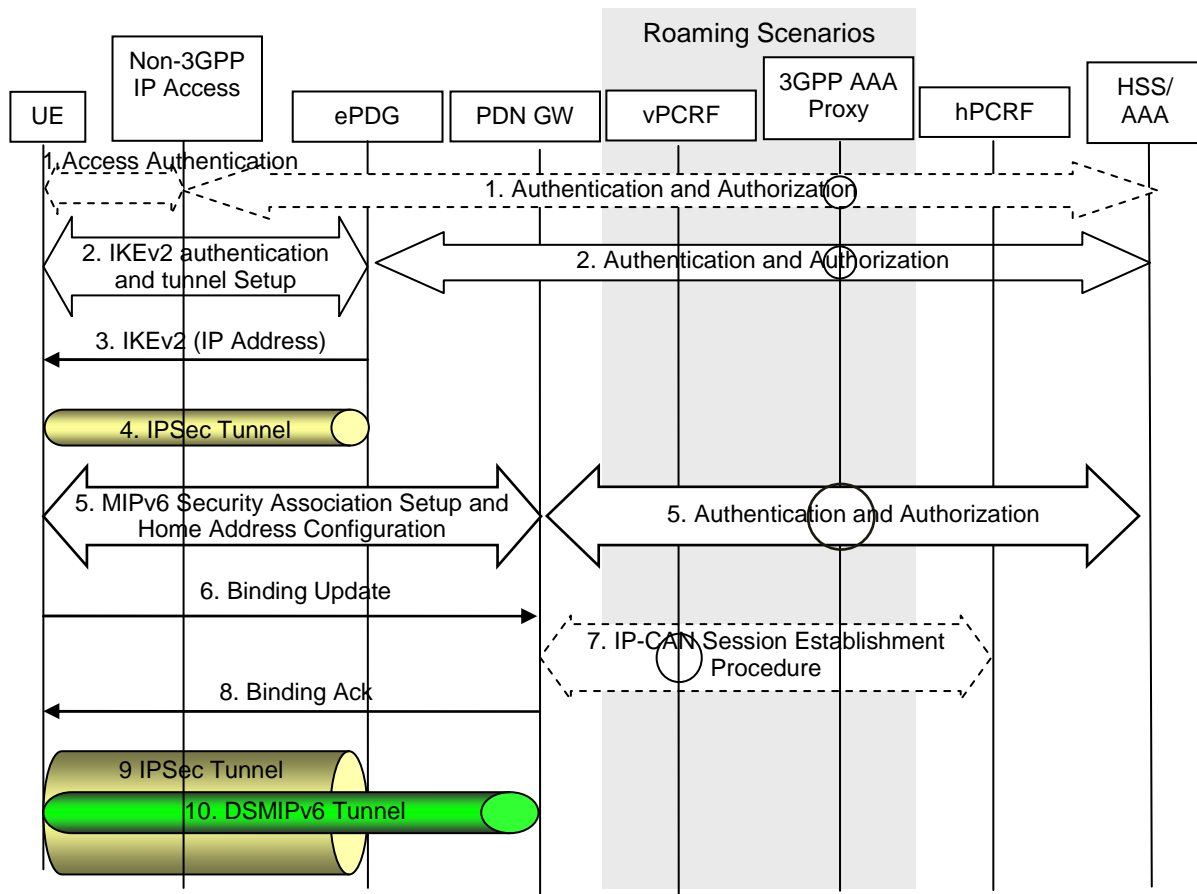 Roaming Scenarios
UE
Non-3GPP
IP Access
ePDG
PDN GW
vPCRF
3GPP AAA
Proxy
hPCRF
HSS/
AAA
1.Access Authentication
1. Authentication and Authorization
2. IKEv2 authentication
and tunnel Setup
2. Authentication and Authorization
3. IKEv2 (IP Address)
4. IPSec Tunnel
5. MIPv6 Security Association Setup and
Home Address Configuration
5. Authentication and Authorization
6. Binding Update
7. IP-CAN Session Establishment
Procedure
8. Binding Ack
9 IPSec Tunnel
10. DSMIPv6 Tunnel